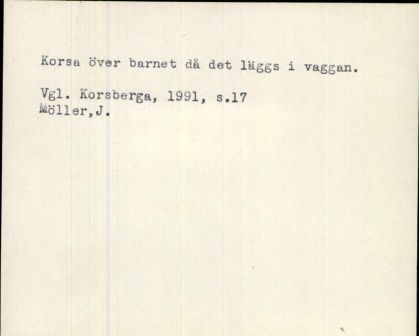 Korsa över barnet då det läggs i vaggan.
Vgl. Korsberga, 1991, s.17
Möller,J.